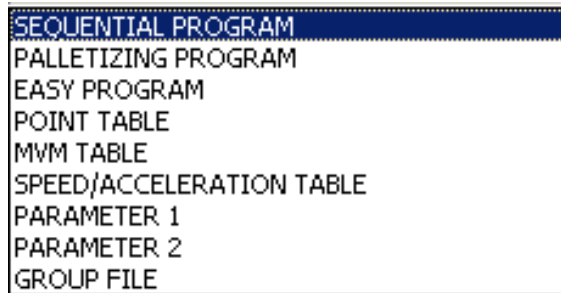 SEQUENTIAL PROGRAM
PALLETIZING PROGRAM
EASY PROGRAM
POINT TABLE
MVM TABLE
SPEED/ACCELERATION TABLE
PARAMETER 1
PARAMETER 2
GROUP FILE